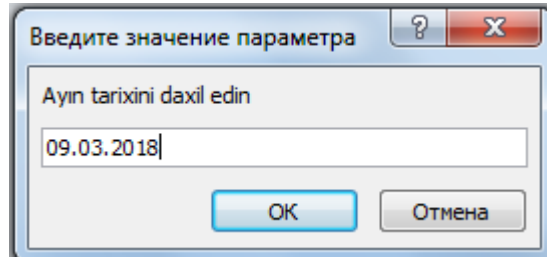 Введите значение параметра
Ayın tarixini daxil edin
09.03.2018
OK
Отмена